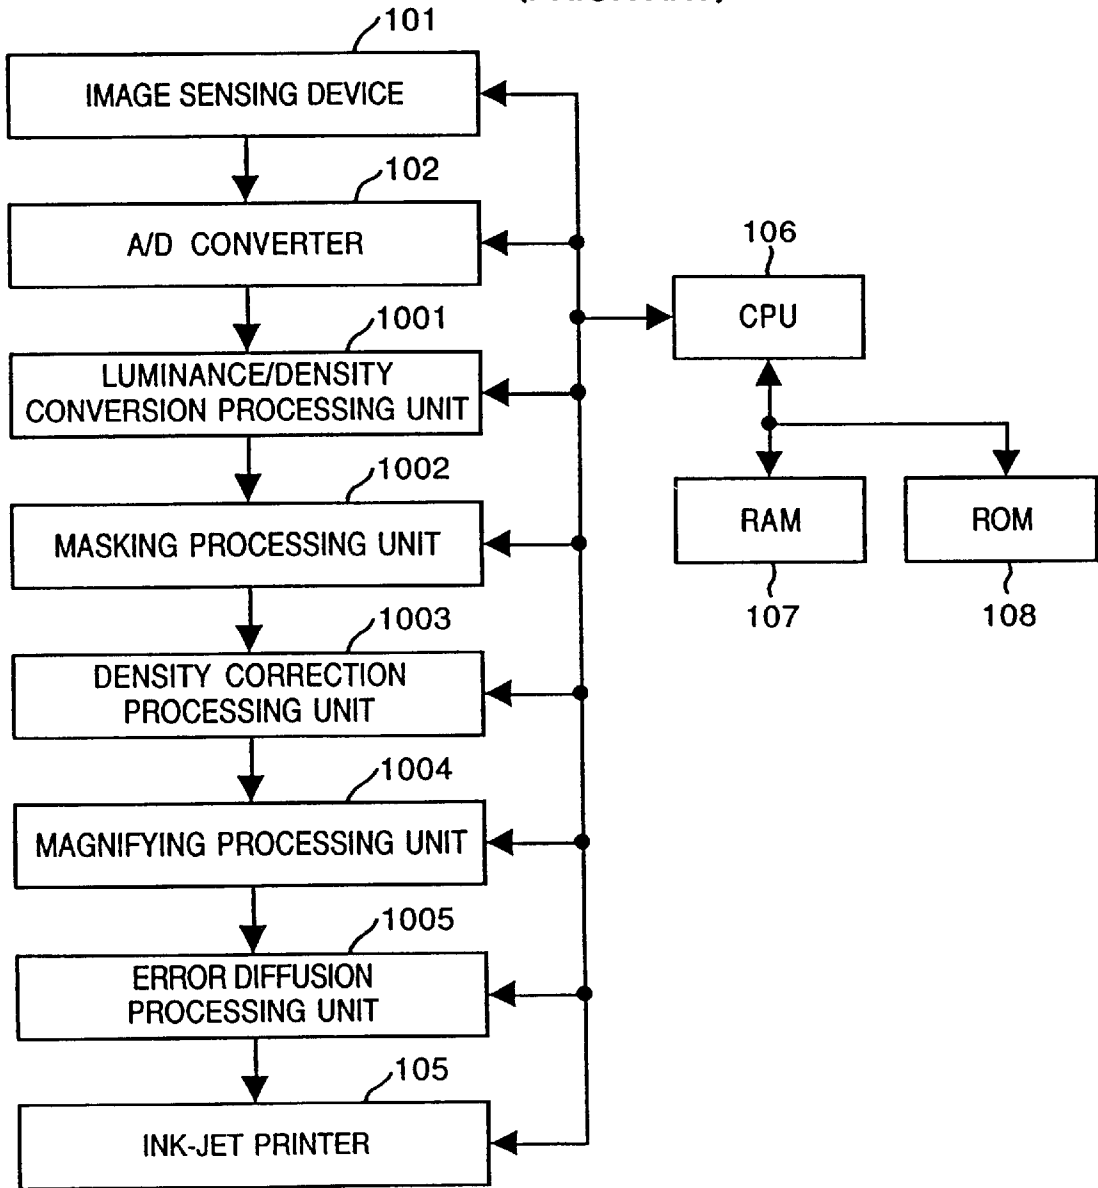 101
IMAGE SENSING DEVICE
102
A/D CONVERTER
106
CPU
1001
LUMINANCE/DENSITY
CONVERSION PROCESSING UNIT
1002
MASKING PROCESSING UNIT
RAM
ROM
107
108
1003
DENSITY CORRECTION
PROCESSING UNIT
1004
MAGNIFYING PROCESSING UNIT
1005
ERROR DIFFUSION
PROCESSING UNIT
105
INK-JET PRINTER